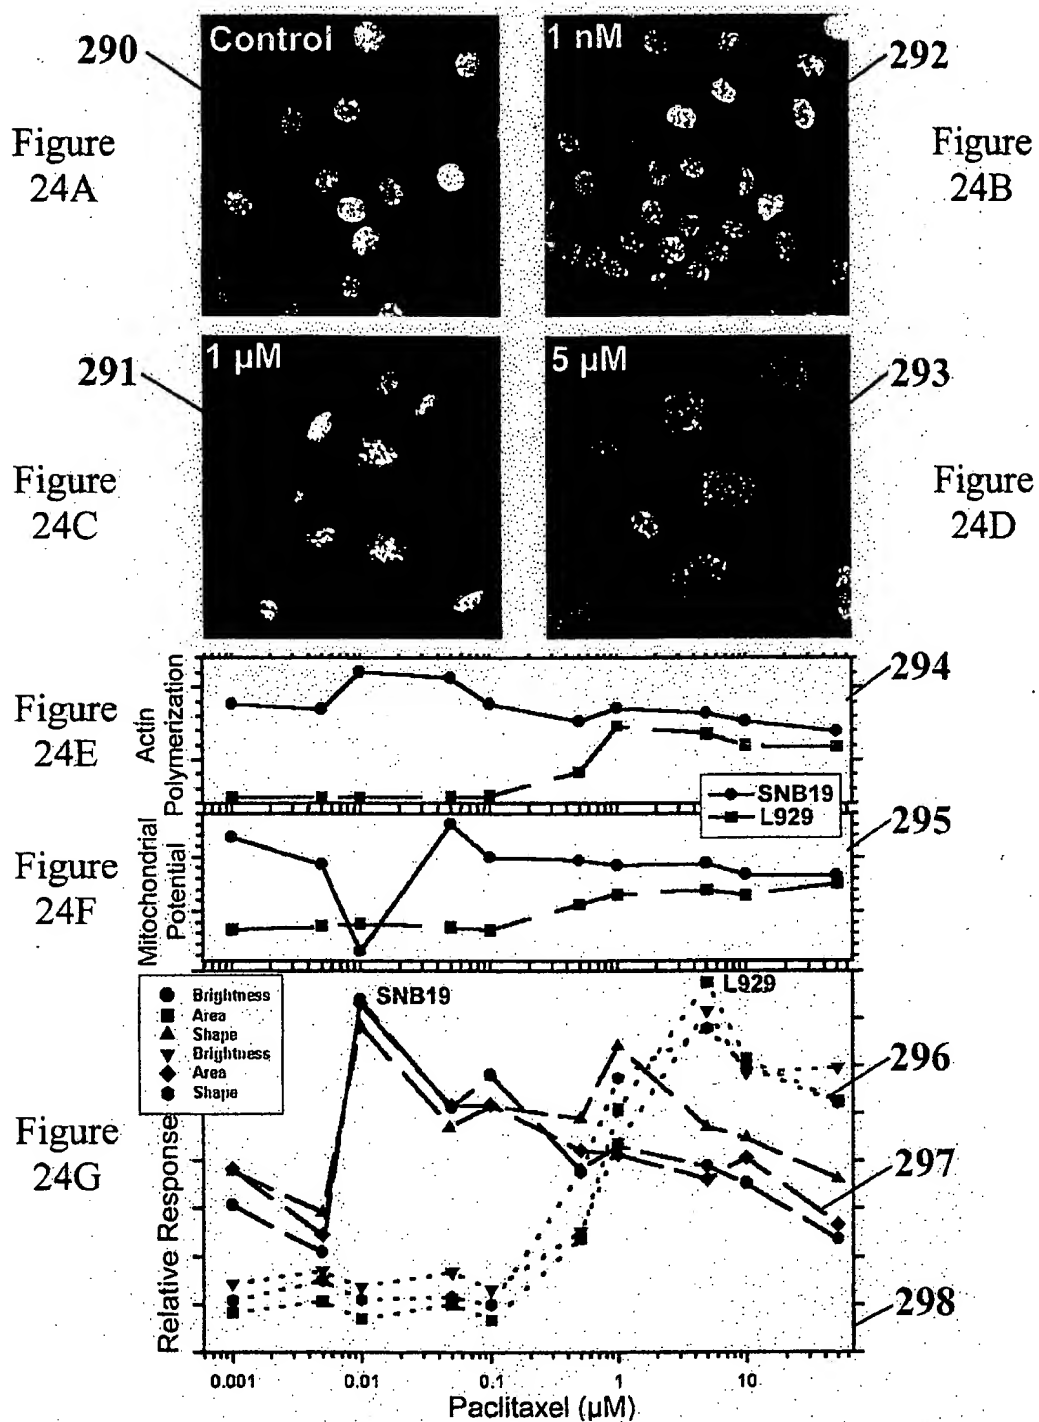 Control
1 nM
290
292
Figure
24A
Figure
24B
1 µM
5 µM
291
293
Figure
24C
Figure
24D
Actin
Polymerization
Figure
24E
294
SNB19
L929
Mitochondrial
Potential
Figure
24F
295
Brightness
Area
Shape
Brightness
Area
Shape
SNB19
L929
296
Figure
24G
297
Relative Response
298
0.001
0.01
0.1
1
10
Paclitaxel (µM)